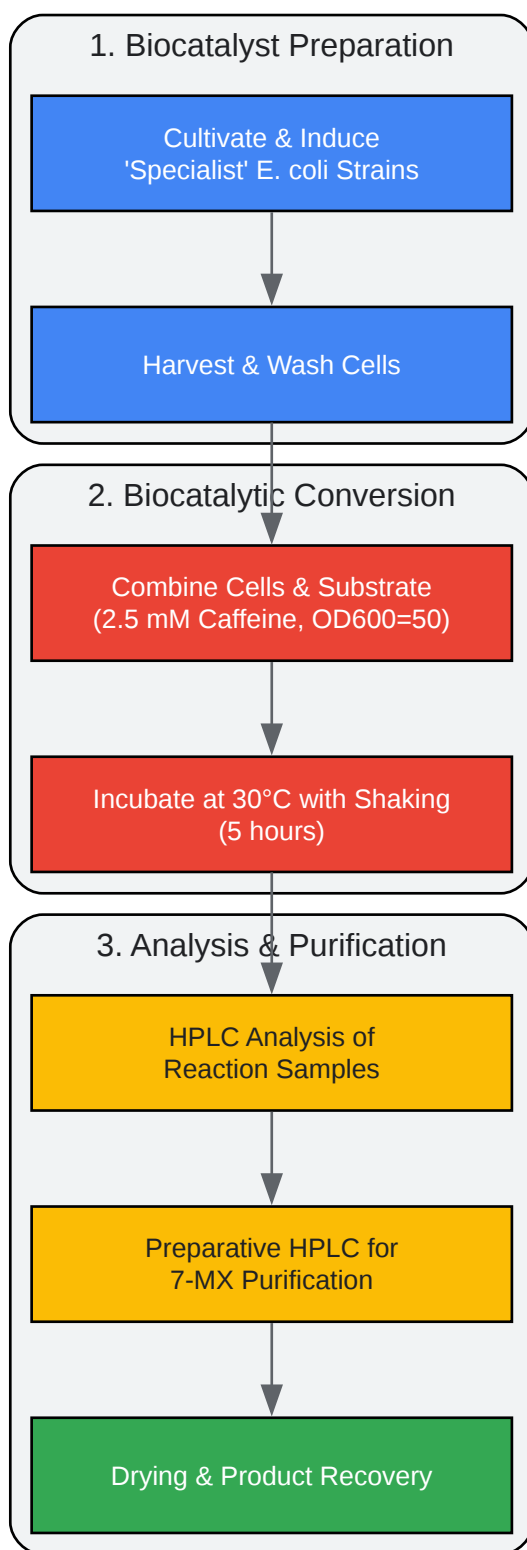 1. Biocatalyst Preparation
Cultivate & Induce
'Specialist' E. coli Strains
Harvest & Wash Cells
2. Biocatalytic Conversion
Combine Cells & Substrate
(2.5 mM Caffeine, OD600=50)
Incubate at 30°C with Shaking
(5 hours)
3. Analysis & Purification
HPLC Analysis of
Reaction Samples
Preparative HPLC for
7-MX Purification
Drying & Product Recovery